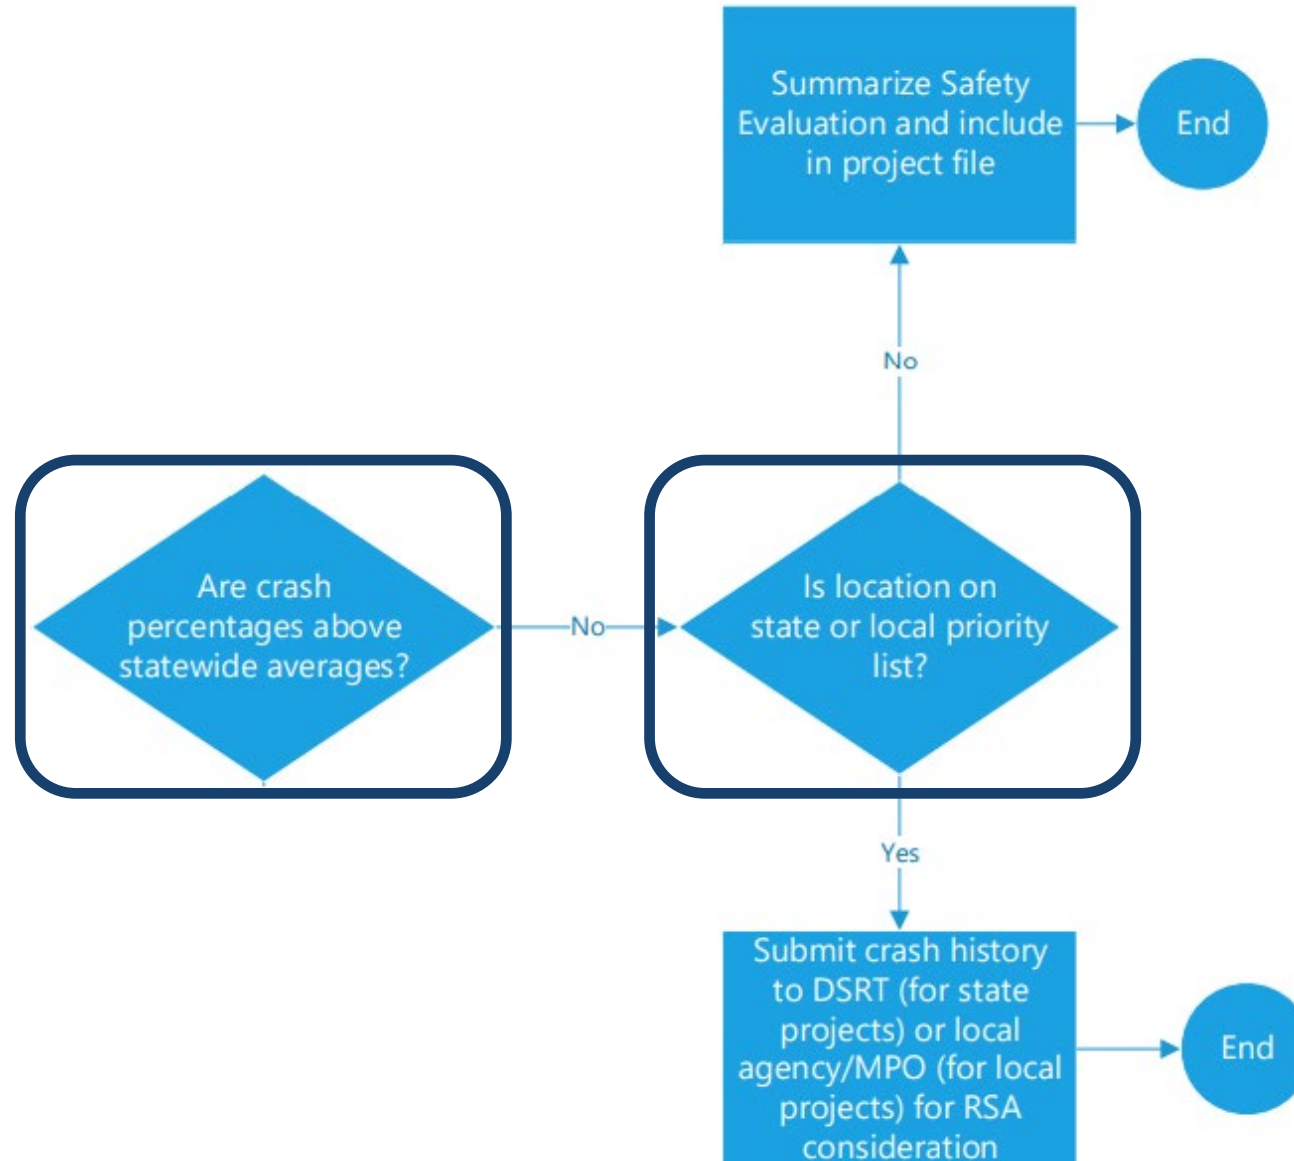 Summarize Safety
Evaluation and include
in project file
End
No
Are crash
percentages above
statewide averages?
No
Is location on
state or local priority
list?
Yes
Submit crash history
to DSRT (for state
projects) or local
agency/MPO (for local
projects) for RSA
consideration
End